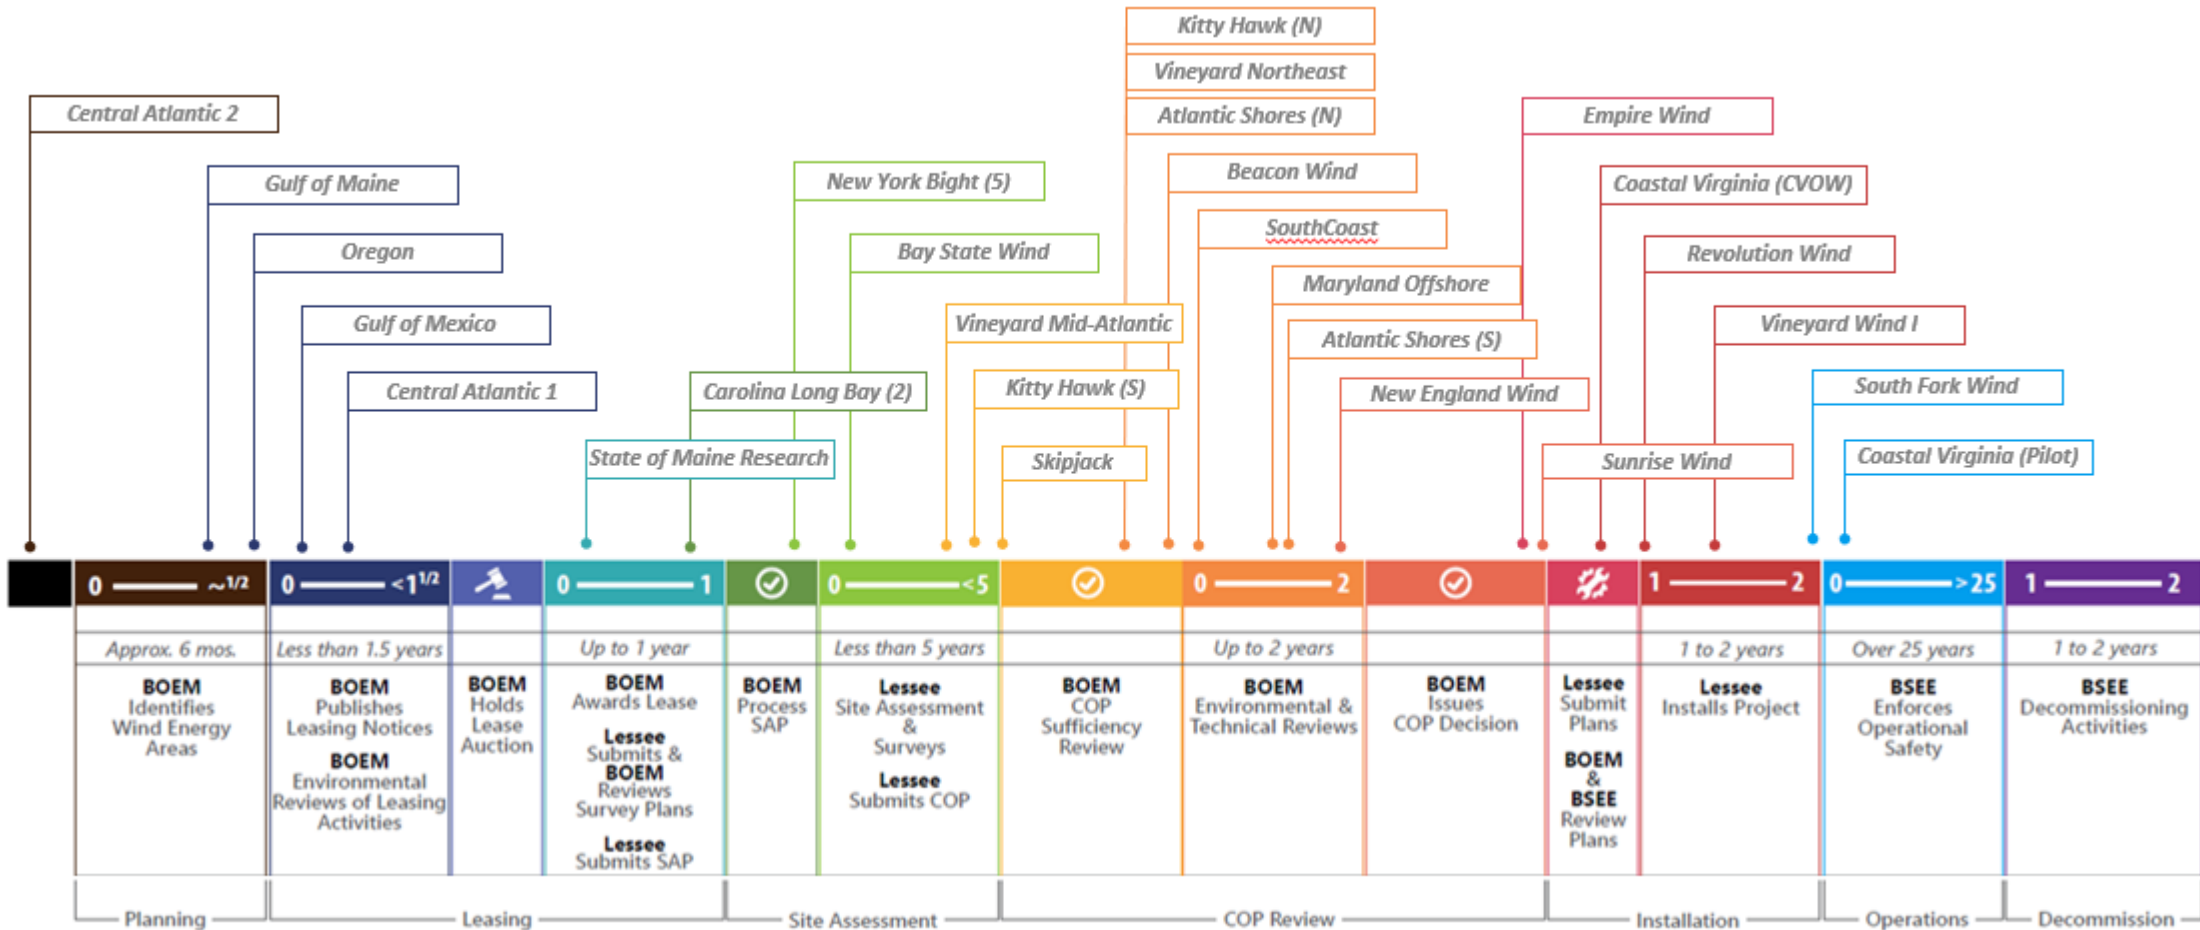 Kitty Hawk (N)
Vineyard Northeast
Central Atlantic 2
Atlantic Shores (N)
Empire Wind
Gulf of Maine
New York Bight (5)
Beacon Wind
Coastal Virginia (CVOW)
Oregon
Bay State Wind
SouthCoast
Revolution Wind
Gulf of Mexico
Vineyard Mid-Atlantic
Maryland Offshore
Vineyard Wind I
Atlantic Shores (S)
Central Atlantic 1
Carolina Long Bay (2)
Kitty Hawk (S)
New England Wind
South Fork Wind
State of Maine Research
Skipjack
Sunrise Wind
Coastal Virginia (Pilot)
0 ~1/2
0 <1 1/2
0 1
0 <5
0 2
1 2
0 >25
1 2
Approx. 6 mos.
Less than 1.5 years
Up to 1 year
Less than 5 years
Up to 2 years
1 to 2 years
Over 25 years
1 to 2 years
BOEM
Identifies
Wind Energy
Areas
BOEM
Publishes
Leasing Notices
BOEM
Environmental
Reviews of Leasing
Activities
BOEM
Holds
Lease
Auction
BOEM
Awards Lease
Lessee
Submits &
BOEM
Reviews
Survey Plans
Lessee
Submits SAP
BOEM
Process
SAP
Lessee
Site Assessment
&
Surveys
Lessee
Submits COP
BOEM
COP
Sufficiency
Review
BOEM
Environmental &
Technical Reviews
BOEM
Issues
COP Decision
Lessee
Submit
Plans
BOEM
&
BSEE
Review
Plans
Lessee
Installs Project
BSEE
Enforces
Operational
Safety
BSEE
Decommissioning
Activities
Planning
Leasing
Site Assessment
COP Review
Installation
Operations
Decommission